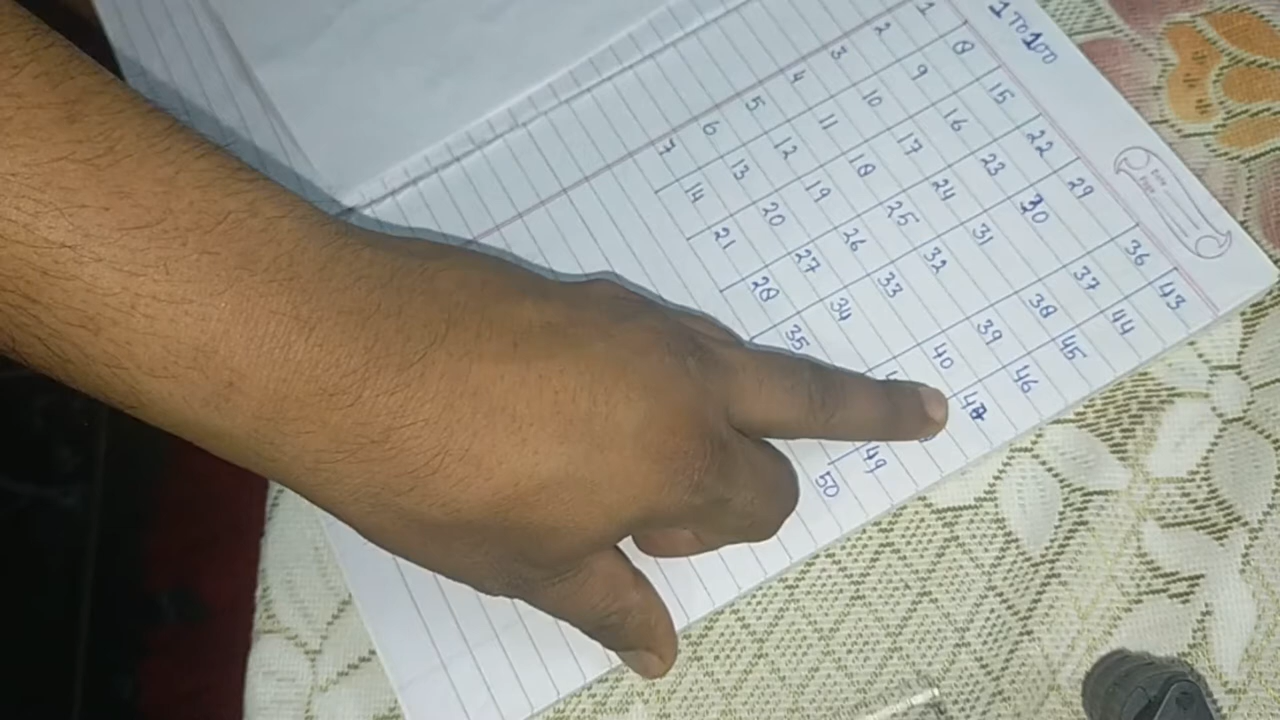 1 TO 100
Date
Page
1 8 15 22 29 36 43
2 9 16 23 30 37 44
3 10 17 24 31 38 45
4 11 18 25 32 39 46
5 12 19 26 33 40 47
6 13 20 27 34
7 14 21 28 35 49
50